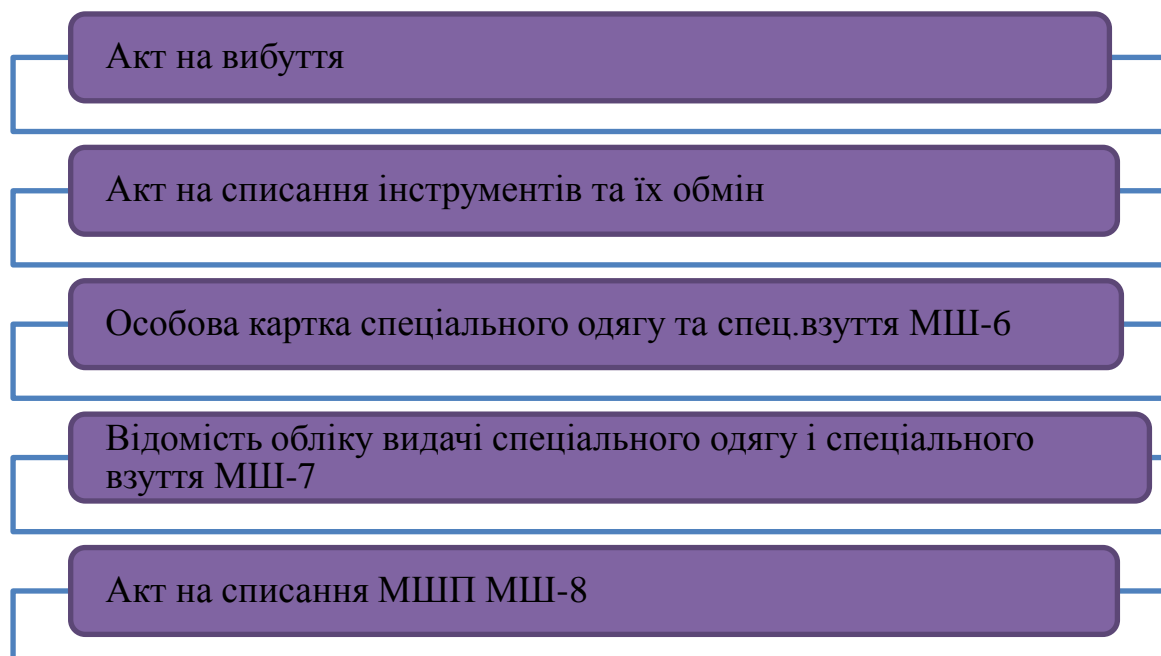 Акт на вибуття
Акт на списання інструментів та їх обмін
Особова картка спеціального одягу та спец.взуття МШ-6
Відомість обліку видачі спеціального одягу і спеціального
взуття МШ-7
Акт на списання МШП МШ-8